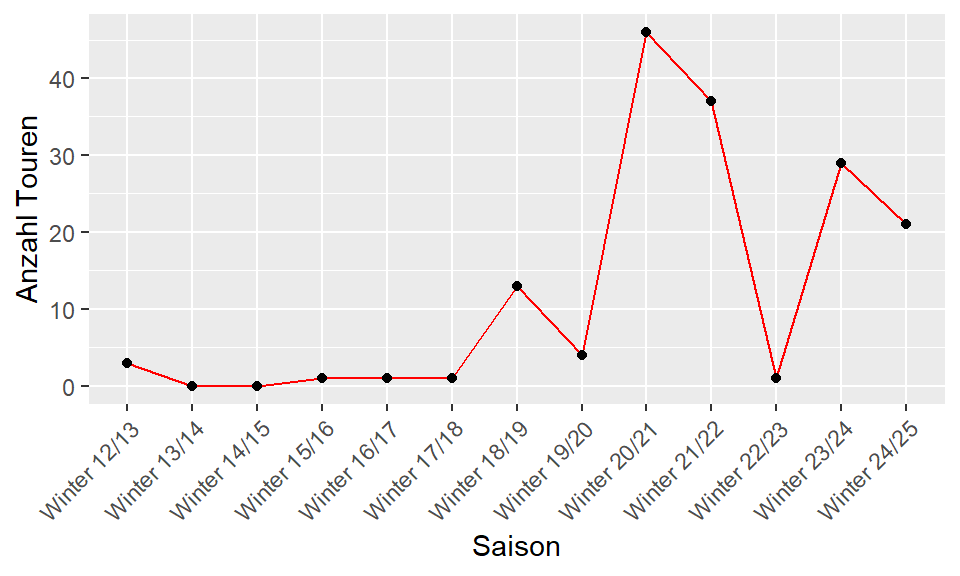 Anzahl Touren
40
30
20
10
0
Winter 12/13
Winter 13/14
Winter 14/15
Winter 15/16
Winter 16/17
Winter 17/18
Winter 18/19
Winter 19/20
Winter 20/21
Winter 21/22
Winter 22/23
Winter 23/24
Winter 24/25
Saison